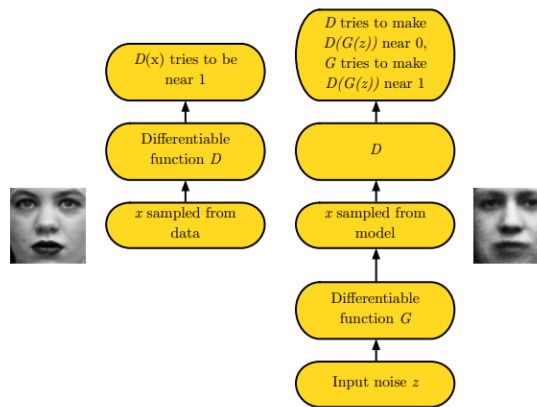 D(x) tries to be
near 1
Differentiable
function D
x sampled from
data
D tries to make
D(G(z)) near 0,
G tries to make
D(G(z)) near 1
D
x sampled from
model
Differentiable
function G
Input noise z